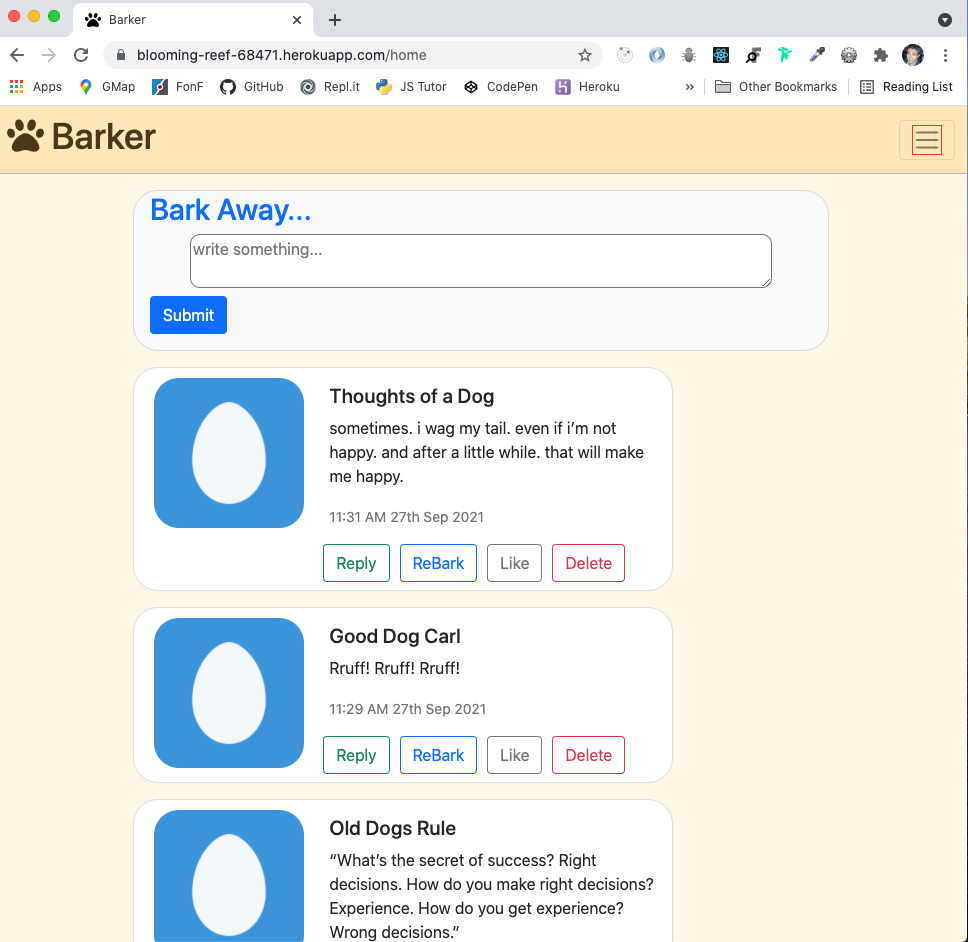 Barker
blooming-reef-68471.herokuapp.com/home
Apps GMap FonF GitHub Repl.it JS Tutor CodePen Heroku » Other Bookmarks Reading List
Barker
Bark Away...
write something...
Submit
Thoughts of a Dog
sometimes. i wag my tail. even if i’m not
happy. and after a little while. that will make
me happy.
11:31 AM 27th Sep 2021
Reply ReBark Like Delete
Good Dog Carl
Rruff! Rruff! Rruff!
11:29 AM 27th Sep 2021
Reply ReBark Like Delete
Old Dogs Rule
“What’s the secret of success? Right
decisions. How do you make right decisions?
Experience. How do you get experience?
Wrong decisions.”